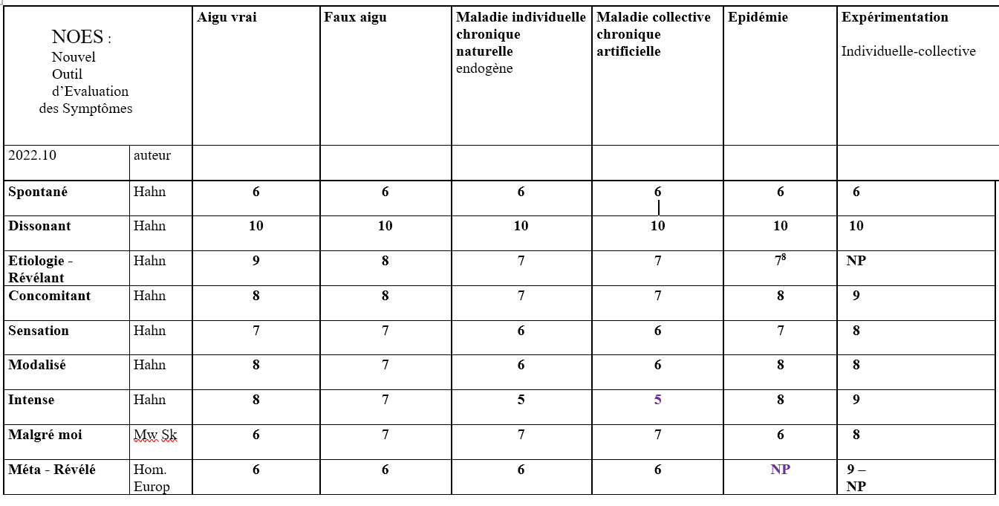 NOES :
Nouvel
Outil
d’Evaluation
des Symptômes
Aigu vrai
Faux aigu
Maladie individuelle
chronique
naturelle
endogène
Maladie collective
chronique
artificielle
Epidémie
Expérimentation
Individuelle-collective
2022.10 auteur
Spontané Hahn 6 6 6 6 6 6
Dissonant Hahn 10 10 10 10 10 10
Etiologie - Hahn 9 8 7 7 7⁸ NP
Révélant
Concomitant Hahn 8 8 7 7 8 9
Sensation Hahn 7 7 6 6 7 8
Modalisé Hahn 8 7 6 6 8 8
Intense Hahn 8 7 5 5 8 9
Malgré moi Mw Sk 6 7 7 7 6 8
Méta - Révélé Hom. 6 6 6 6 NP 9 –
Europ NP